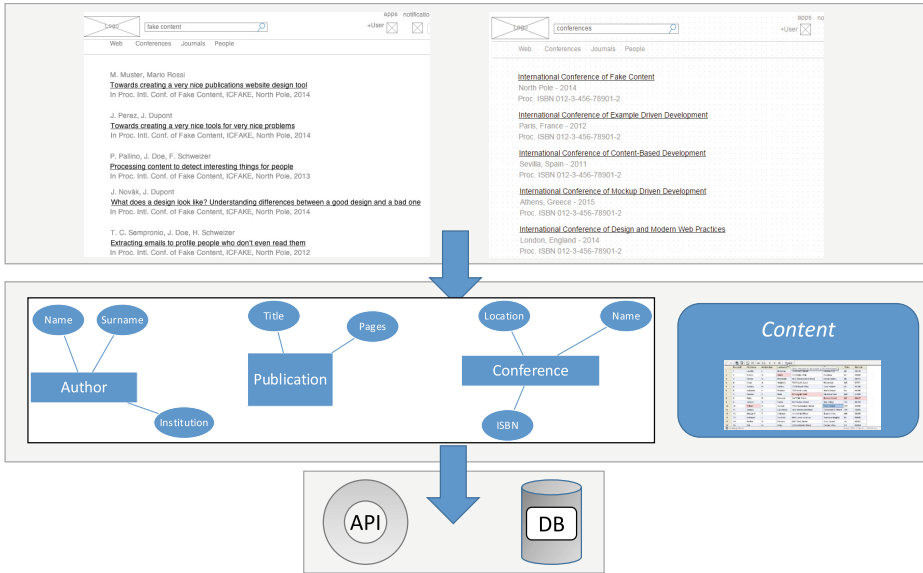 apps notificatio
Logo
fake content
+User
Web Conferences Journals People
M. Muster, Mario Rossi
Towards creating a very nice publications website design tool
In Proc. Intl. Conf. of Fake Content, ICFAKE, North Pole, 2014
J. Perez, J. Dupont
Towards creating a very nice tools for very nice problems
In Proc. Intl. Conf. of Fake Content, ICFAKE, North Pole, 2014
P. Pallino, J. Doe, F. Schweizer
Processing content to detect interesting things for people
In Proc. Intl. Conf. of Fake Content, ICFAKE, North Pole, 2013
J. Novák, J. Dupont
What does a design look like? Understanding differences between a good design and a bad one
In Proc. Intl. Conf. of Fake Content, ICFAKE, North Pole, 2014
T. C. Sempronio, J. Doe, H. Schweizer
Extracting emails to profile people who don't even read them
In Proc. Intl. Conf. of Fake Content, ICFAKE, North Pole, 2012
apps no
Logo
conferences
+User
Web Conferences Journals People
International Conference of Fake Content
North Pole - 2014
Proc. ISBN 012-3-456-78901-2
International Conference of Example Driven Development
Paris, France - 2012
Proc. ISBN 012-3-456-78901-2
International Conference of Content-Based Development
Sevilla, Spain - 2011
Proc. ISBN 012-3-456-78901-2
International Conference of Mockup Driven Development
Athens, Greece - 2015
Proc. ISBN 012-3-456-78901-2
International Conference of Design and Modern Web Practices
London, England - 2014
Proc. ISBN 012-3-456-78901-2
Name
Surname
Author
Institution
Title
Pages
Publication
Location
Name
Conference
ISBN
Content
API
DB